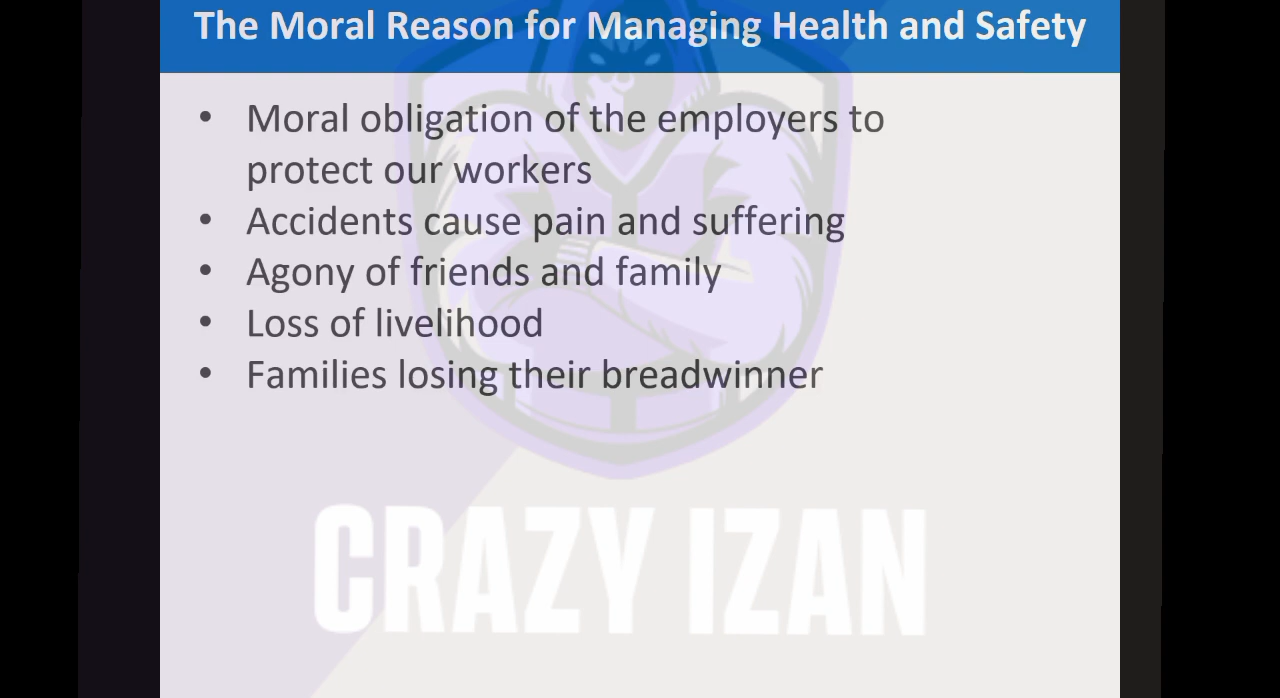 The Moral Reason for Managing Health and Safety
• Moral obligation of the employers to
protect our workers
• Accidents cause pain and suffering
• Agony of friends and family
• Loss of livelihood
• Families losing their breadwinner
CRAZY IZAN